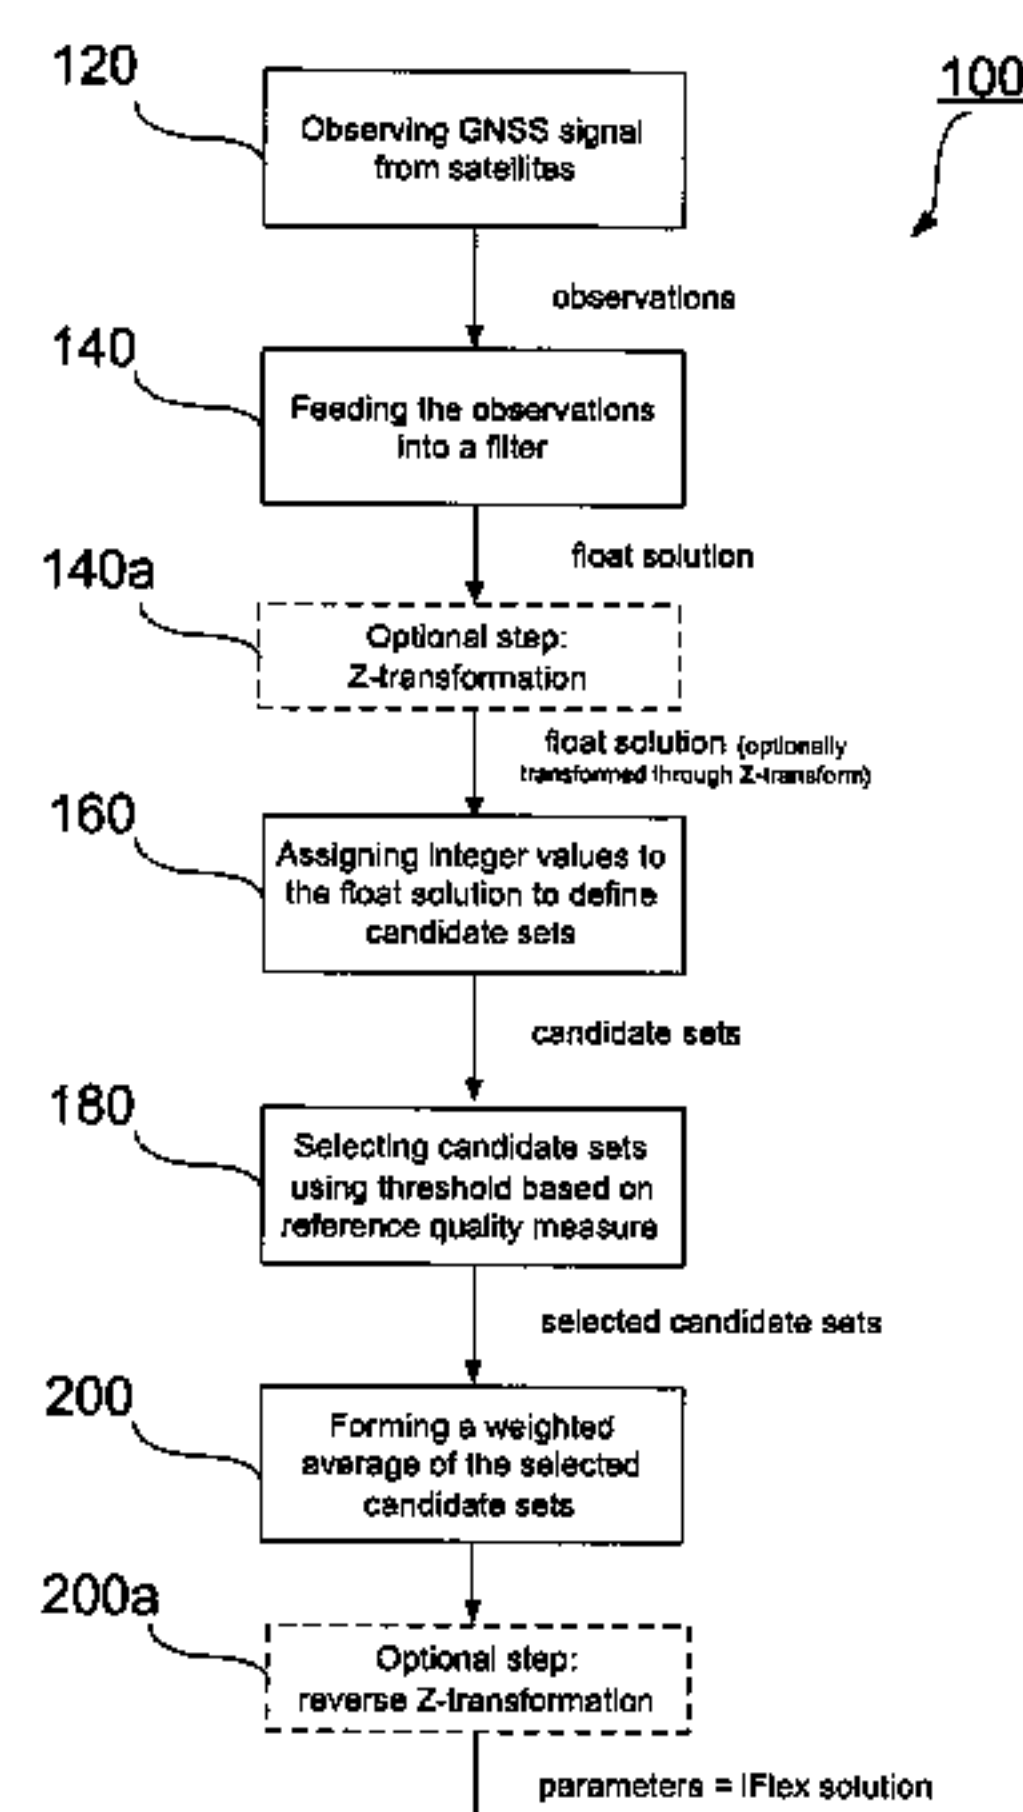 120
100
Observing GNSS signal
from satellites
observations
140
Feeding the observations
into a filter
float solution
140a
Optional step:
Z-transformation
float solution (optionally
transformed through Z-transform)
160
Assigning integer values to
the float solution to define
candidate sets
candidate sets
180
Selecting candidate sets
using threshold based on
reference quality measure
selected candidate sets
200
Forming a weighted
average of the selected
candidate sets
200a
Optional step:
reverse Z-transformation
parameters = iFlex solution